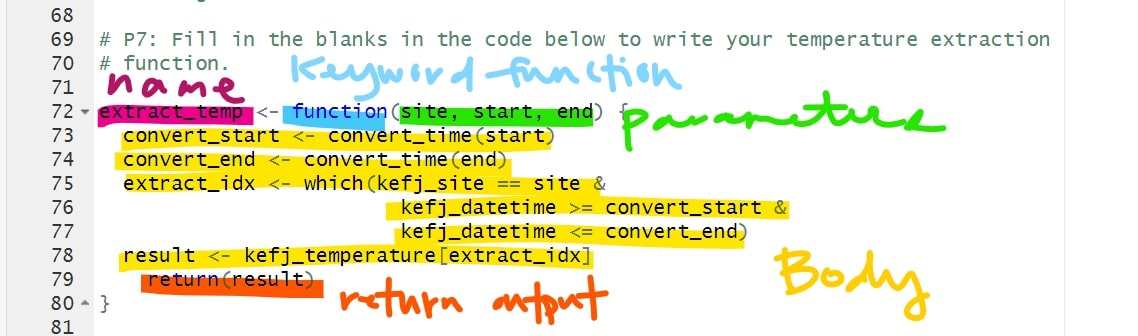 68
69 # P7: Fill in the blanks in the code below to write your temperature extraction
70 # function.
Keyword function
71
name
72 extract_temp <- function(site, start, end) {
parameters
73 convert_start <- convert_time(start)
74 convert_end <- convert_time(end)
75 extract_idx <- which(kefj_site == site &
76 kefj_datetime >= convert_start &
77 kefj_datetime <= convert_end)
78 result <- kefj_temperature[extract_idx]
Body
79 return(result)
return output
80 }
81